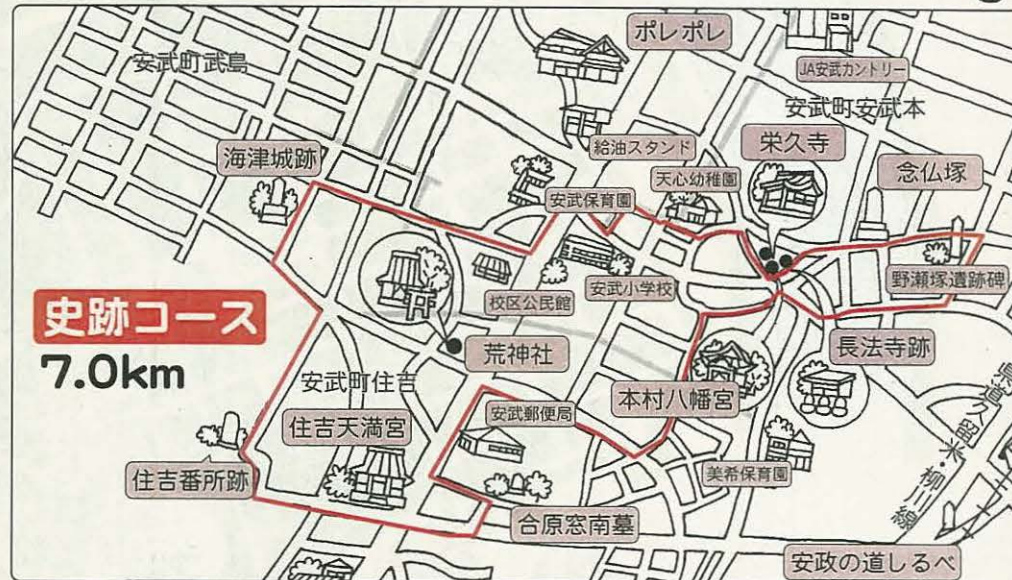 ポレポレ
JA安武カントリー
安武町武島
安武町安武本
給油スタンド
栄久寺
海津城跡
天心幼稚園
念仏塚
安武保育園
野瀬塚遺跡碑
校区公民館
安武小学校
史跡コース
7.0km
荒神社
長法寺跡
安武町住吉
本村八幡宮
安武郵便局
住吉天満宮
県道久留米・柳川線
美希保育園
住吉番所跡
合原窓南墓
安政の道しるべ